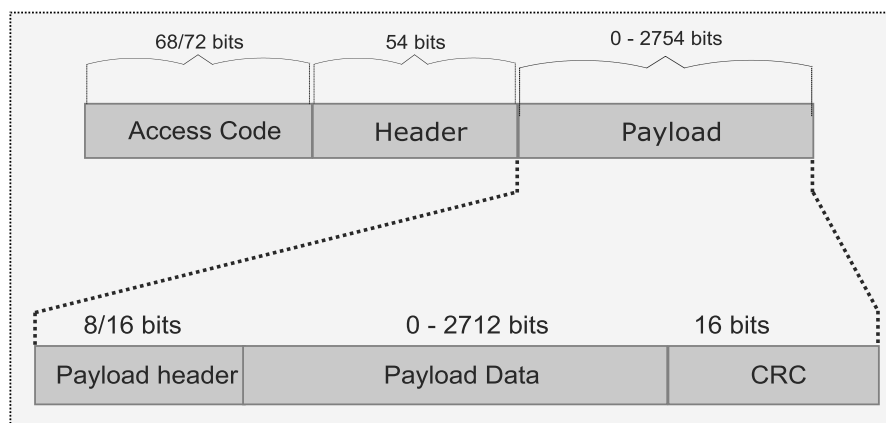 68/72 bits 54 bits 0 - 2754 bits
Access Code Header Payload
8/16 bits 0 - 2712 bits 16 bits
Payload header Payload Data CRC